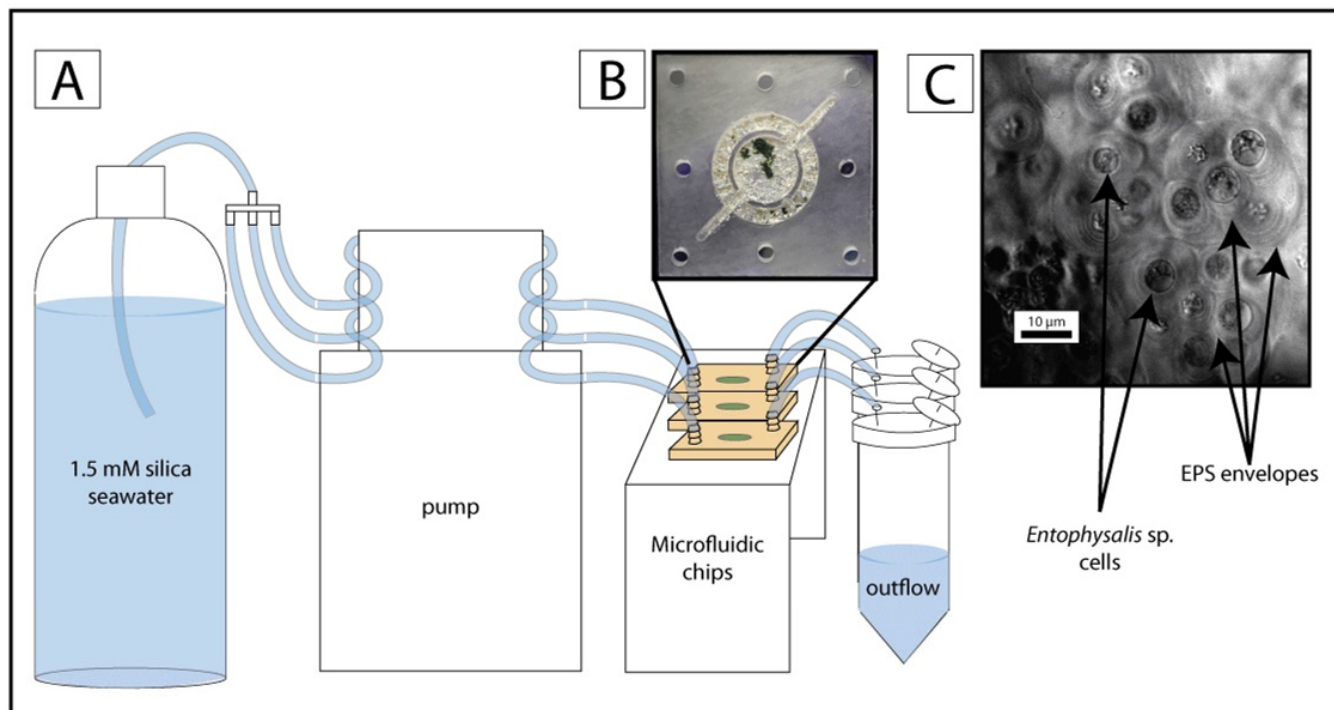 A
B
C
1.5 mM silica
seawater
pump
Microfluidic
chips
outflow
10 µm
EPS envelopes
Entophysalis sp.
cells